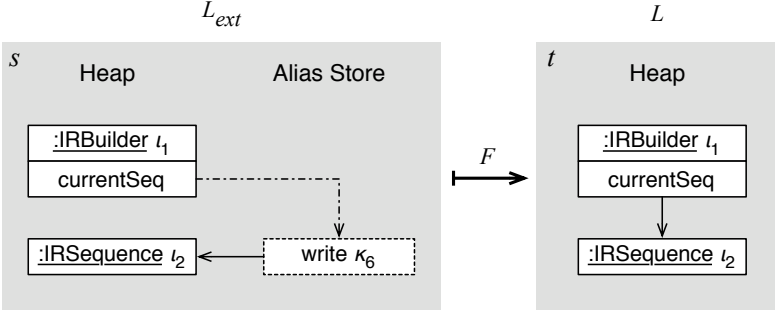 L_ext
L
s
Heap
Alias Store
:IRBuilder ι₁
currentSeq
:IRSequence ι₂
write κ₆
F
t
Heap
:IRBuilder ι₁
currentSeq
:IRSequence ι₂